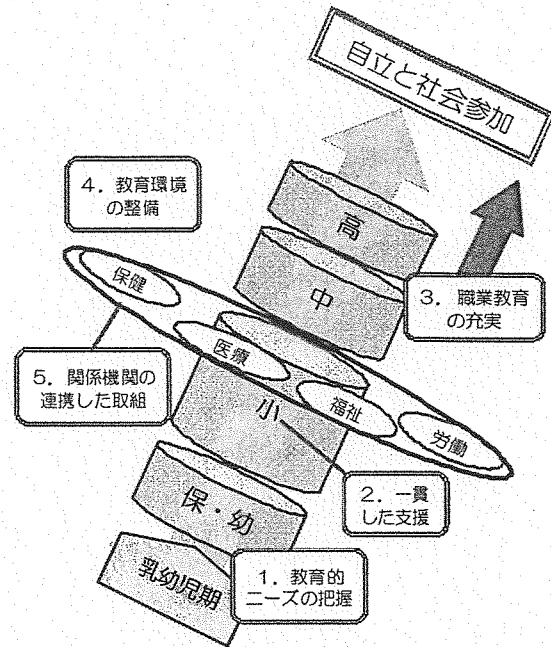 自立と社会参加
4．教育環境
の整備
高
中
3．職業教育
の充実
保健
医療
福祉
労働
5．関係機関の
連携した取組
小
2．一貫
した支援
保・幼
1．教育的
ニーズの把握
乳幼児期